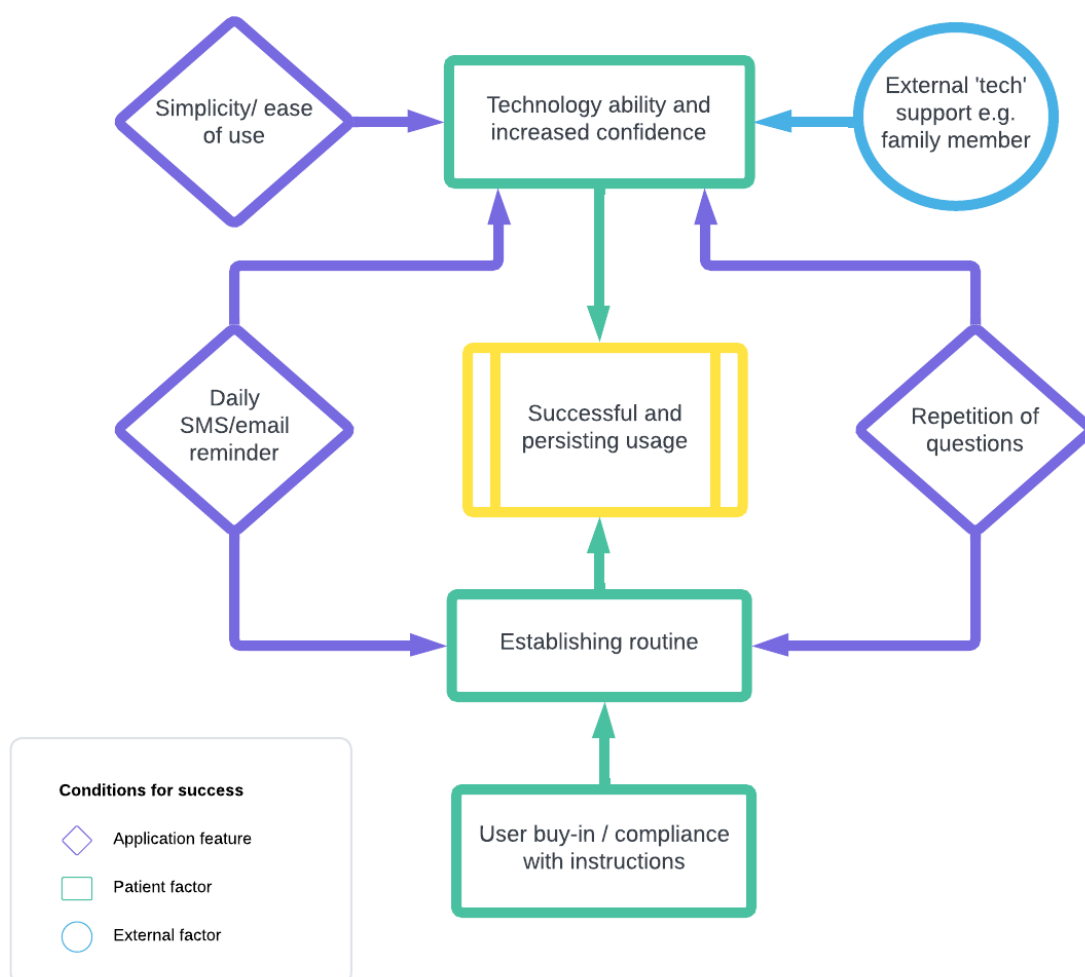 Simplicity/ ease
of use
Technology ability and
increased confidence
External 'tech'
support e.g.
family member
Daily
SMS/email
reminder
Successful and
persisting usage
Repetition of
questions
Establishing routine
User buy-in / compliance
with instructions
Conditions for success
Application feature
Patient factor
External factor